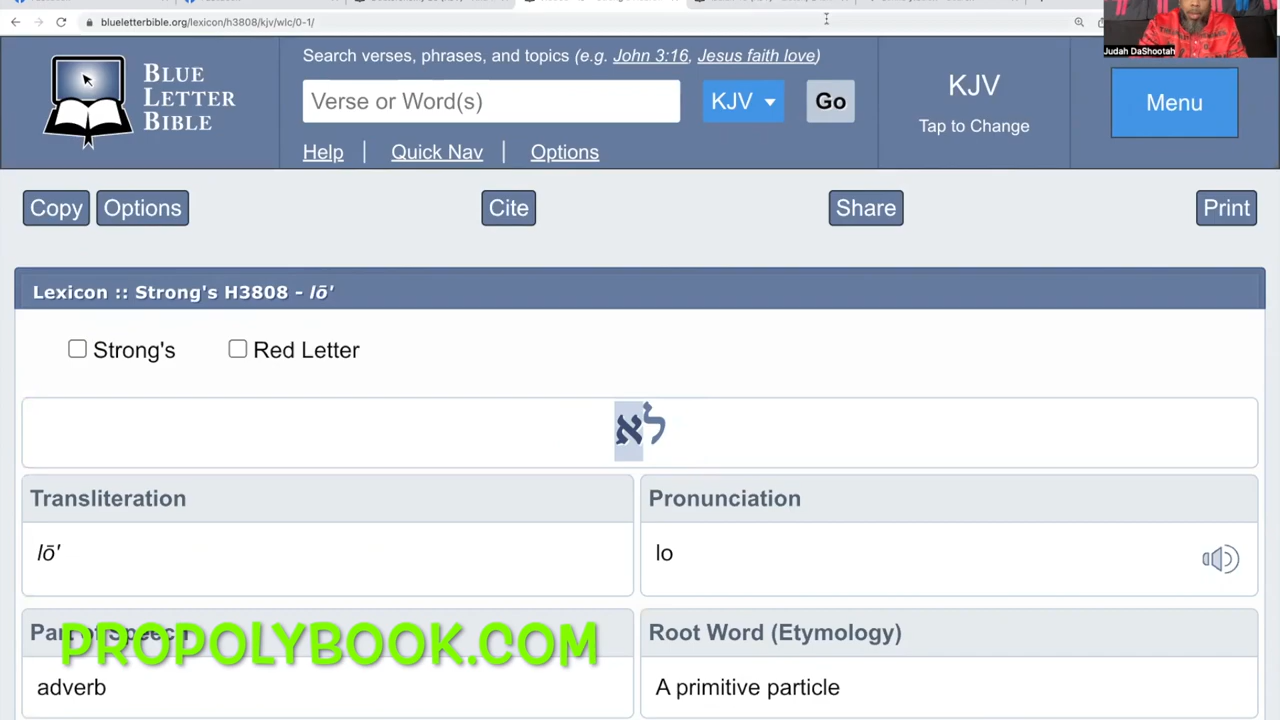 blueletterbible.org/lexicon/h3808/kjv/wlc/0-1/
Judah DaShootah
BLUE
LETTER
BIBLE
Search verses, phrases, and topics (e.g. John 3:16, Jesus faith love)
Verse or Word(s)
KJV
Go
Help | Quick Nav | Options
KJV
Tap to Change
Menu
Copy Options Cite Share Print
Lexicon :: Strong's H3808 - lō'
Strong's Red Letter
לֹא
Transliteration
lō'
Pronunciation
lo
Part of Speech
adverb
Root Word (Etymology)
A primitive particle
PROPOLYBOOK.COM